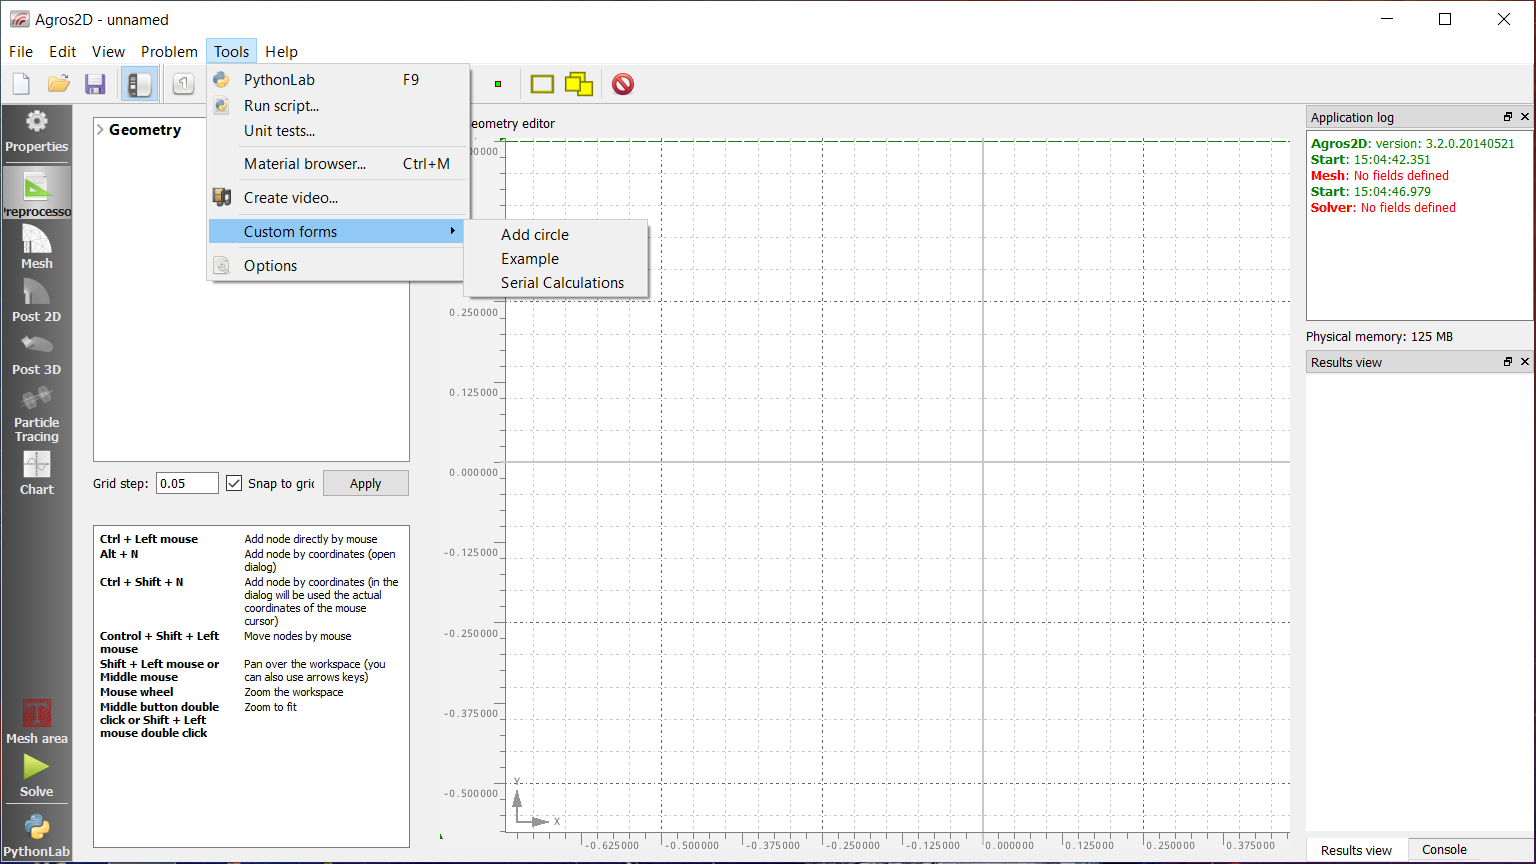 Agros2D - unnamed
File Edit View Problem Tools Help
PythonLab F9
Run script...
Unit tests...
Material browser... Ctrl+M
Create video...
Custom forms
Options
Add circle
Example
Serial Calculations
Properties
Preprocesso
Mesh
Post 2D
Post 3D
Particle
Tracing
Chart
Mesh area
Solve
PythonLab
Geometry
Grid step: 0.05 Snap to gri Apply
Ctrl + Left mouse Add node directly by mouse
Alt + N Add node by coordinates (open
dialog)
Ctrl + Shift + N Add node by coordinates (in the
dialog will be used the actual
coordinates of the mouse
cursor)
Control + Shift + Left Move nodes by mouse
mouse
Shift + Left mouse or Pan over the workspace (you
Middle mouse can also use arrows keys)
Mouse wheel Zoom the workspace
Middle button double Zoom to fit
click or Shift + Left
mouse double click
eometry editor
0.250000
0.125000
0.000000
-0.125000
-0.250000
-0.375000
-0.500000
Y
X
-0.625000 -0.500000 -0.375000 -0.250000 -0.125000 0.000000 0.125000 0.250000 0.375000
Application log
Agros2D: version: 3.2.0.20140521
Start: 15:04:42.351
Mesh: No fields defined
Start: 15:04:46.979
Solver: No fields defined
Physical memory: 125 MB
Results view
Results view Console